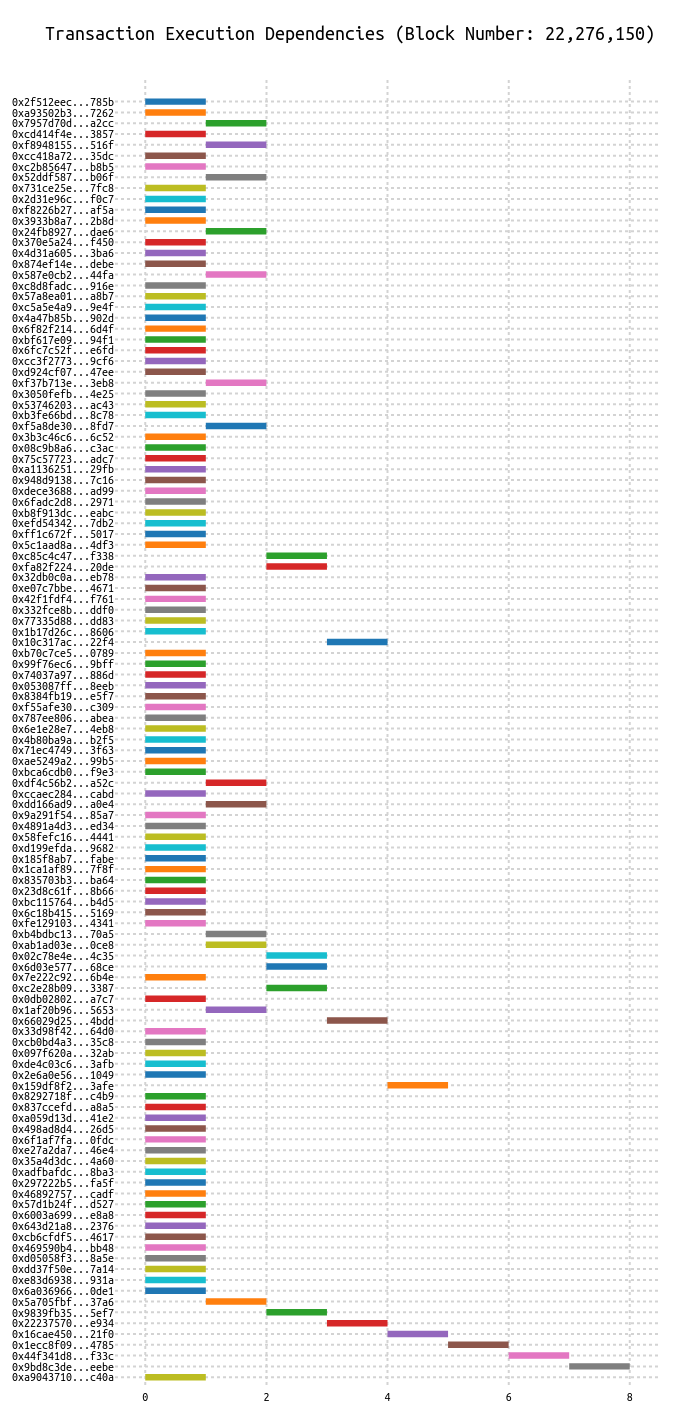 Transaction Execution Dependencies (Block Number: 22,276,150)
0x2f512eec...785b
0xa93502b3...7262
0x7957d70d...a2cc
0xcd414f4e...3857
0xf8948155...516f
0xcc418a72...35dc
0xc2b85647...b8b5
0x52ddf587...b06f
0x731ce25e...7fc8
0x2d31e96c...f0c7
0xf8226b27...af5a
0x3933b8a7...2b8d
0x24fb8927...dae6
0x370e5a24...f450
0x4d31a605...3ba6
0x874ef14e...debe
0x587e0cb2...44fa
0xc8d8fadc...916e
0x57a8ea01...a8b7
0xc5a5e4a9...9e4f
0x4a47b85b...902d
0x6f82f214...6d4f
0xbf617e09...94f1
0x6fc7c52f...e6fd
0xcc3f2773...9cf6
0xd924cf07...47ee
0xf37b713e...3eb8
0x3050fefb...4e25
0x53746203...ac43
0xb3fe66bd...8c78
0xf5a8de30...8fd7
0x3b3c46c6...6c52
0x08c9b8a6...c3ac
0x75c57723...adc7
0xa1136251...29fb
0x948d9138...7c16
0xdece3688...ad99
0x6fadc2d8...2971
0xb8f913dc...eabc
0xefd54342...7db2
0xff1c672f...5017
0x5c1aad8a...4df3
0xc85c4c47...f338
0xfa82f224...20de
0x32db0c0a...eb78
0xe07c7bbe...4671
0x42f1fdf4...f761
0x332fce8b...ddf0
0x77335d88...dd83
0x1b17d26c...8606
0x10c317ac...22f4
0xb70c7ce5...0789
0x99f76ec6...9bff
0x74037a97...886d
0x053087ff...8eeb
0x8384fb19...e5f7
0xf55afe30...c309
0x787ee806...abea
0x6e1e28e7...4eb8
0x4b80ba9a...b2f5
0x71ec4749...3f63
0xae5249a2...99b5
0xbca6cdb0...f9e3
0xdf4c56b2...a52c
0xccaec284...cabd
0xdd166ad9...a0e4
0x9a291f54...85a7
0x4891a4d3...ed34
0x58fefc16...4441
0xd199efda...9682
0x185f8ab7...fabe
0x1ca1af89...7f8f
0x835703b3...ba64
0x23d8c61f...8b66
0xbc115764...b4d5
0x6c18b415...5169
0xfe129103...4341
0xb4bdbc13...70a5
0xab1ad03e...0ce8
0x02c78e4e...4c35
0x6d03e577...68ce
0x7e222c92...6b4e
0xc2e28b09...3387
0x0db02802...a7c7
0x1af20b96...5653
0x66029d25...4bdd
0x33d98f42...64d0
0xcb0bd4a3...35c8
0x097f620a...32ab
0xde4c03c6...3afb
0x2e6a0e56...1049
0x159df8f2...3afe
0x8292718f...c4b9
0x837ccefd...a8a5
0xa059d13d...41e2
0x498ad8d4...26d5
0x6f1af7fa...0fdc
0xe27a2da7...46e4
0x35a4d3dc...4a60
0xadfbafdc...8ba3
0x297222b5...fa5f
0x46892757...cadf
0x57d1b24f...d527
0x6003a699...e8a8
0x643d21a8...2376
0xcb6cfdf5...4617
0x469590b4...bb48
0xd05058f3...8a5e
0xdd37f50e...7a14
0xe83d6938...931a
0x6a036966...0de1
0x5a705fbf...37a6
0x9839fb35...5ef7
0x22237570...e934
0x16cae450...21f0
0x1ecc8f09...4785
0x44f341d8...f33c
0x9bd8c3de...eebe
0xa9043710...c40a
0 2 4 6 8